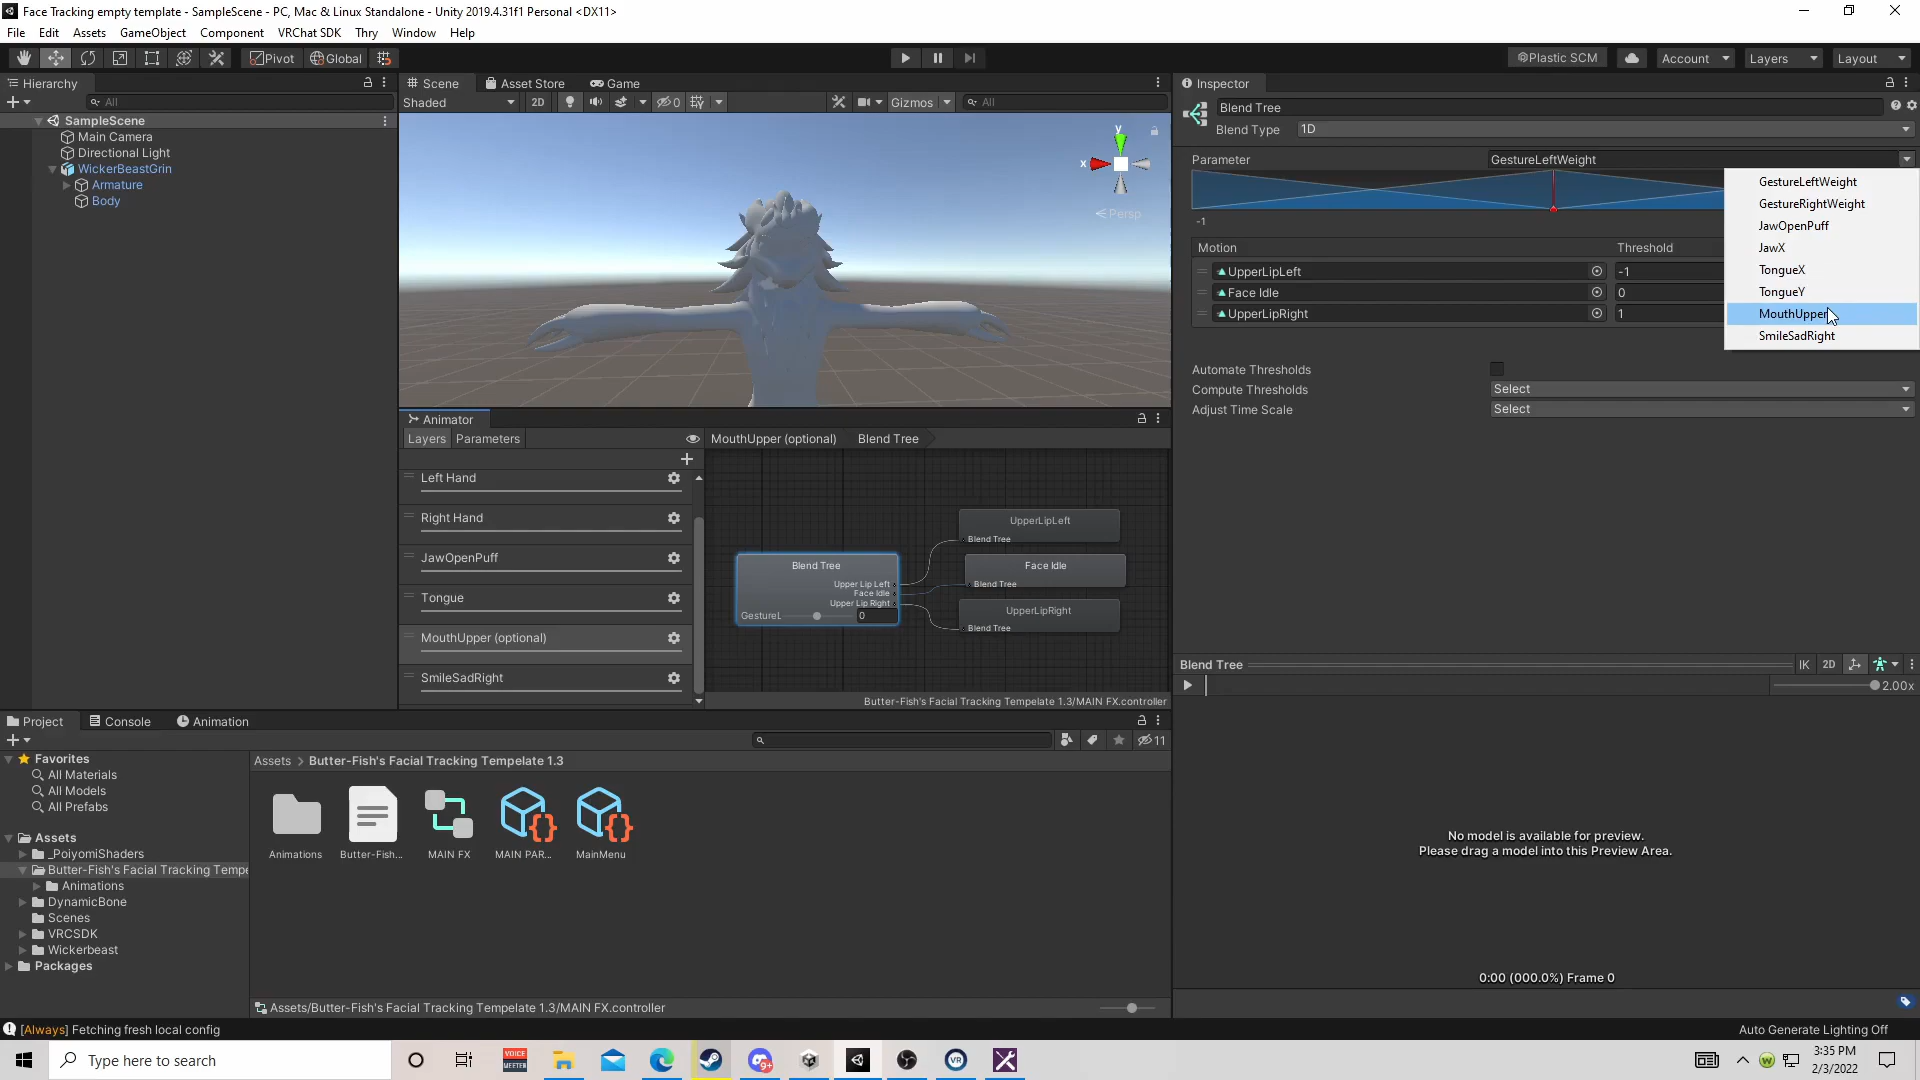 Face Tracking empty template - SampleScene - PC, Mac & Linux Standalone - Unity 2019.4.31f1 Personal <DX11>
File Edit Assets GameObject Component VRChat SDK Thry Window Help
Pivot Global Plastic SCM Account Layers Layout
Hierarchy
All
SampleScene
Main Camera
Directional Light
WickerBeastGrin
Armature
Body
Scene Asset Store Game
Shaded 2D 0 Gizmos All
y
x
Persp
Animator
Layers Parameters MouthUpper (optional) Blend Tree
Left Hand
Right Hand
JawOpenPuff
Tongue
MouthUpper (optional)
SmileSadRight
Blend Tree
Upper Lip Left
Face Idle
Upper Lip Right
GestureL 0
UpperLipLeft
Blend Tree
Face Idle
Blend Tree
UpperLipRight
Blend Tree
Butter-Fish's Facial Tracking Tempelate 1.3/MAIN FX.controller
Inspector
Blend Tree
Blend Type 1D
Parameter GestureLeftWeight
-1
Motion Threshold
UpperLipLeft -1
Face Idle 0
UpperLipRight 1
GestureLeftWeight
GestureRightWeight
JawOpenPuff
JawX
TongueX
TongueY
MouthUpper
SmileSadRight
Automate Thresholds
Compute Thresholds Select
Adjust Time Scale Select
Blend Tree IK 2D
2.00x
No model is available for preview.
Please drag a model into this Preview Area.
0:00 (000.0%) Frame 0
Project Console Animation
11
Favorites
All Materials
All Models
All Prefabs
Assets
_PoiyomiShaders
Butter-Fish's Facial Tracking Tempe
Animations
DynamicBone
Scenes
VRCSDK
Wickerbeast
Packages
Assets > Butter-Fish's Facial Tracking Tempelate 1.3
Animations Butter-Fish... MAIN FX MAIN PAR... MainMenu
Assets/Butter-Fish's Facial Tracking Tempelate 1.3/MAIN FX.controller
[Always] Fetching fresh local config
Auto Generate Lighting Off
Type here to search
VOICE
MEETER
9+
VR
3:35 PM
2/3/2022